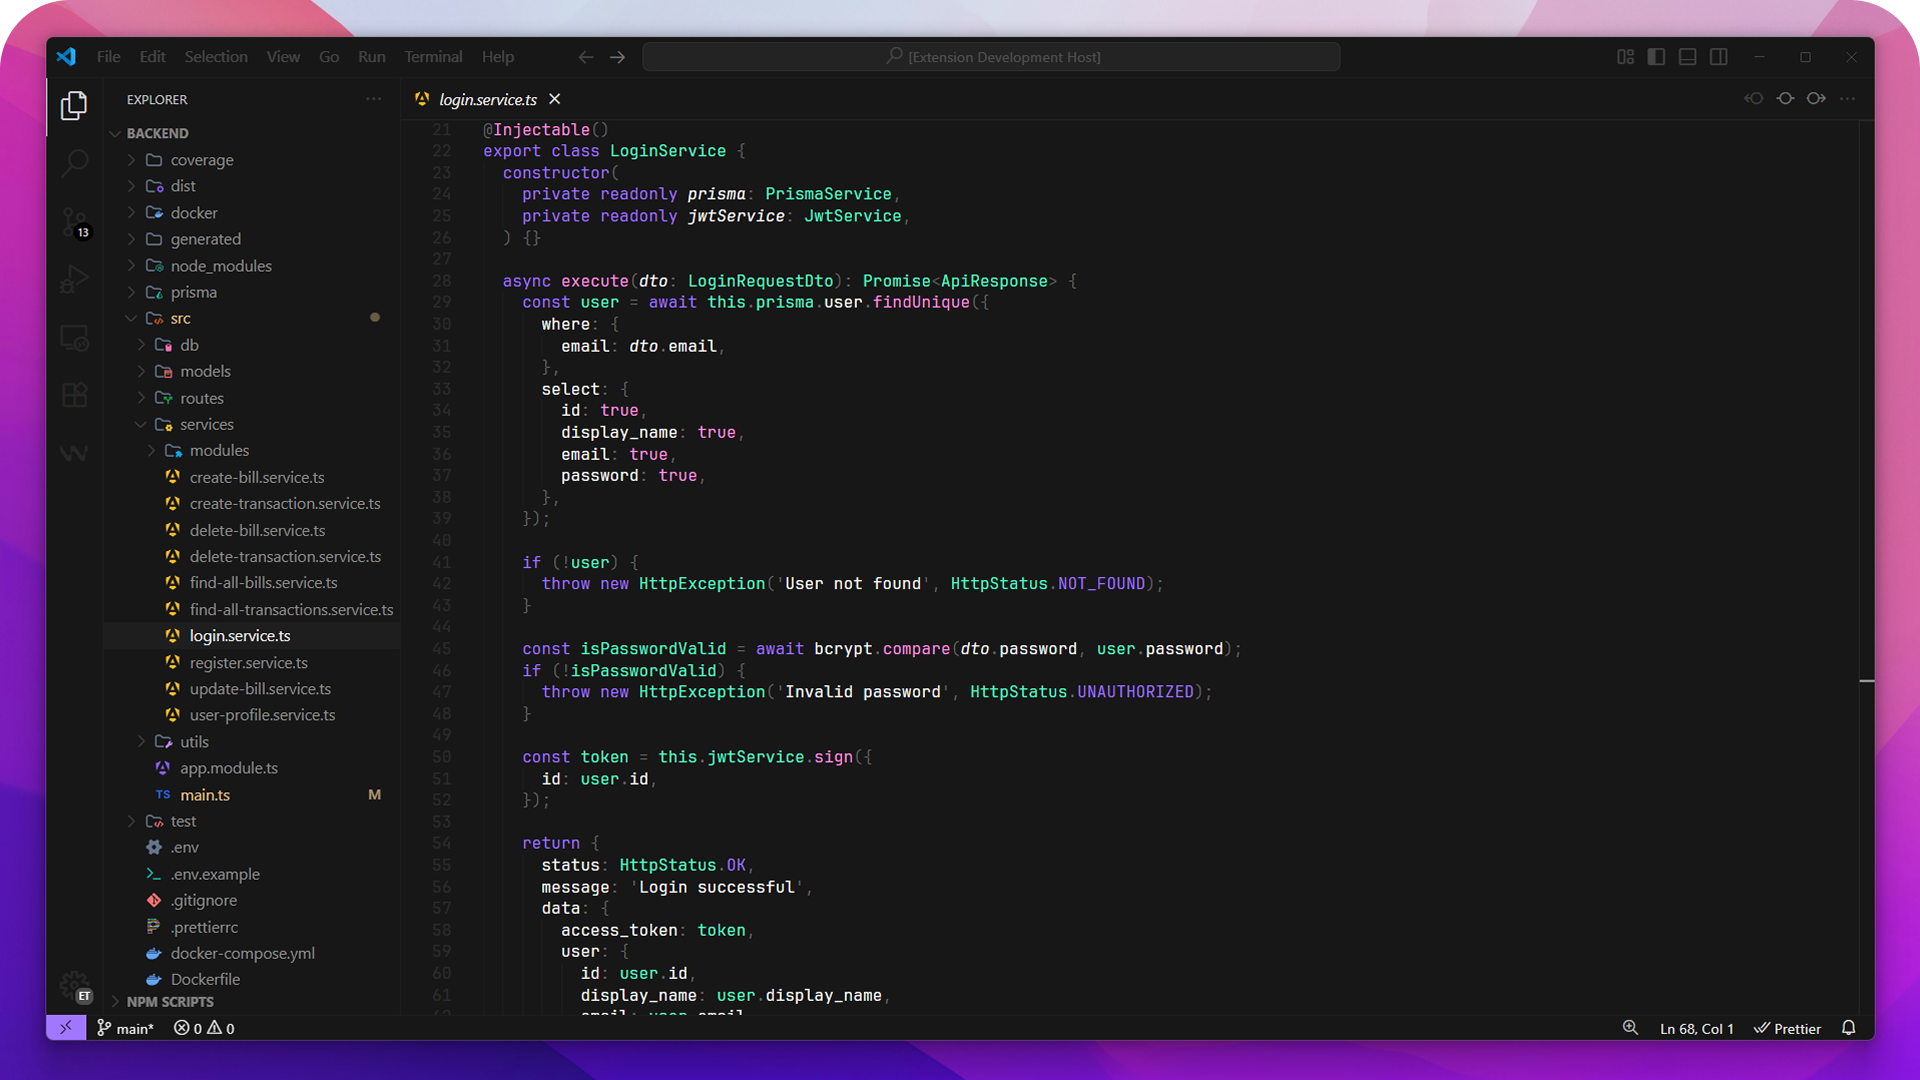 File Edit Selection View Go Run Terminal Help
[Extension Development Host]
EXPLORER
BACKEND
coverage
dist
docker
generated
node_modules
prisma
src
db
models
routes
services
modules
create-bill.service.ts
create-transaction.service.ts
delete-bill.service.ts
delete-transaction.service.ts
find-all-bills.service.ts
find-all-transactions.service.ts
login.service.ts
register.service.ts
update-bill.service.ts
user-profile.service.ts
utils
app.module.ts
TS main.ts M
test
.env
.env.example
.gitignore
.prettierrc
docker-compose.yml
Dockerfile
NPM SCRIPTS
13
ET
login.service.ts
21 @Injectable()
22 export class LoginService {
23 constructor(
24 private readonly prisma: PrismaService,
25 private readonly jwtService: JwtService,
26 ) {}
27
28 async execute(dto: LoginRequestDto): Promise<ApiResponse> {
29 const user = await this.prisma.user.findUnique({
30 where: {
31 email: dto.email,
32 },
33 select: {
34 id: true,
35 display_name: true,
36 email: true,
37 password: true,
38 },
39 });
40
41 if (!user) {
42 throw new HttpException('User not found', HttpStatus.NOT_FOUND);
43 }
44
45 const isPasswordValid = await bcrypt.compare(dto.password, user.password);
46 if (!isPasswordValid) {
47 throw new HttpException('Invalid password', HttpStatus.UNAUTHORIZED);
48 }
49
50 const token = this.jwtService.sign({
51 id: user.id,
52 });
53
54 return {
55 status: HttpStatus.OK,
56 message: 'Login successful',
57 data: {
58 access_token: token,
59 user: {
60 id: user.id,
61 display_name: user.display_name,
main* 0 0
Ln 68, Col 1 Prettier